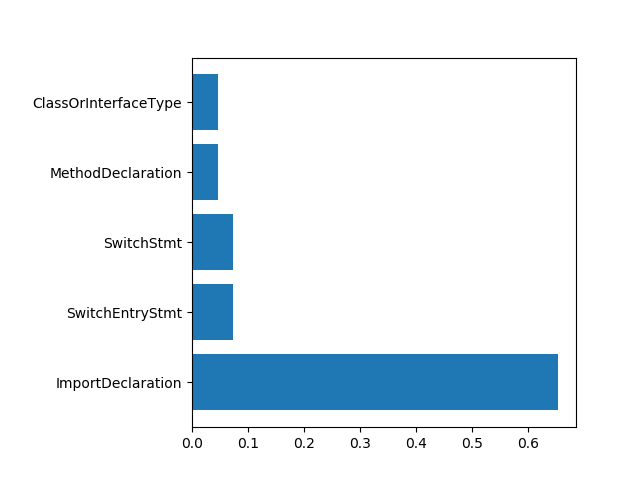 ClassOrInterfaceType
MethodDeclaration
SwitchStmt
SwitchEntryStmt
ImportDeclaration
0.0 0.1 0.2 0.3 0.4 0.5 0.6